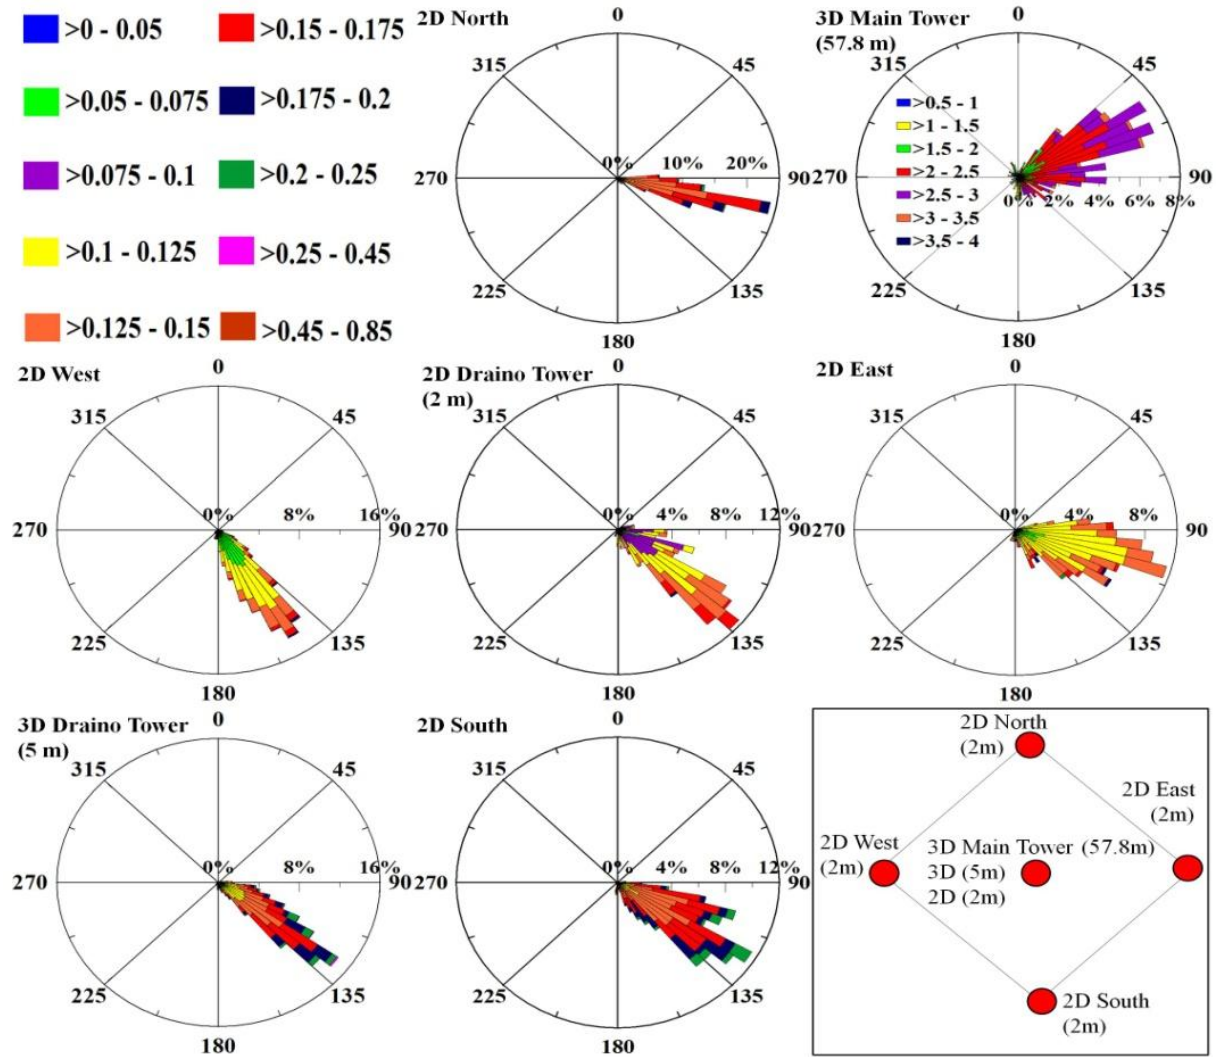 >0 - 0.05
>0.15 - 0.175
>0.05 - 0.075
>0.175 - 0.2
>0.075 - 0.1
>0.2 - 0.25
>0.1 - 0.125
>0.25 - 0.45
>0.125 - 0.15
>0.45 - 0.85
2D North
0
45
90
135
180
225
270
315
0%
10%
20%
3D Main Tower
(57.8 m)
0
45
90
135
180
225
270
315
>0.5 - 1
>1 - 1.5
>1.5 - 2
>2 - 2.5
>2.5 - 3
>3 - 3.5
>3.5 - 4
0%
2%
4%
6%
8%
2D West
0
45
90
135
180
225
270
315
0%
8%
16%
2D Draino Tower
(2 m)
0
45
90
135
180
225
270
315
0%
4%
8%
12%
2D East
0
45
90
135
180
225
270
315
0%
4%
8%
3D Draino Tower
(5 m)
0
45
90
135
180
225
270
315
0%
8%
16%
2D South
0
45
90
135
180
225
270
315
0%
4%
8%
12%
2D North
(2m)
2D East
(2m)
2D West
(2m)
3D Main Tower (57.8m)
3D (5m)
2D (2m)
2D South
(2m)